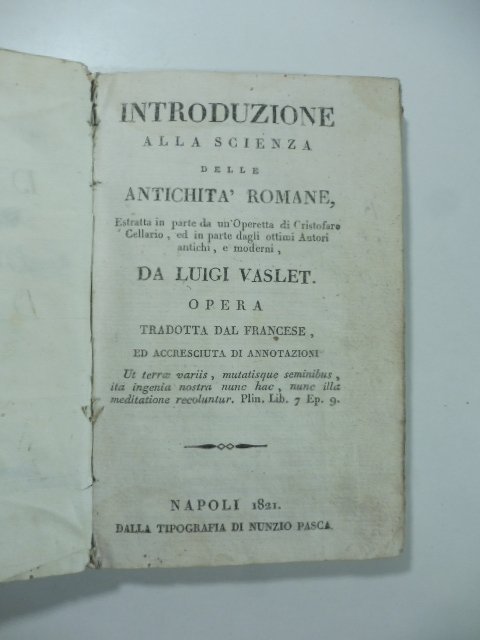 INTRODUZIONE
ALLA SCIENZA
DELLE
ANTICHITA' ROMANE,
Estratta in parte da un'Operetta di Cristofaro
Cellario, ed in parte dagli ottimi Autori
antichi, e moderni,
DA LUIGI VASLET.
OPERA
TRADOTTA DAL FRANCESE,
ED ACCRESCIUTA DI ANNOTAZIONI
Ut terræ variis, mutatisque seminibus,
ita ingenia nostra nunc hac, nunc illa
meditatione recoluntur. Plin. Lib. 7 Ep. 9.
NAPOLI 1821.
DALLA TIPOGRAFIA DI NUNZIO PASCA.